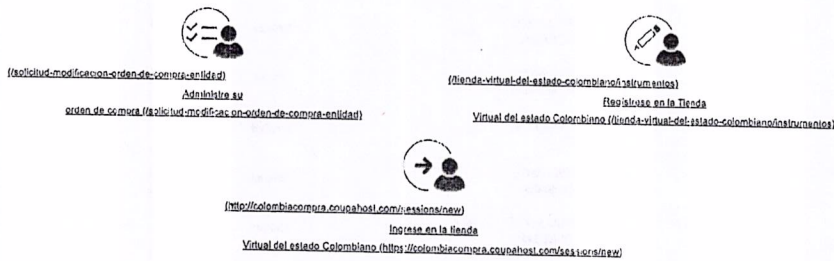 (/solicitud-modificacion-orden-de-compra-entidad)
Administre su
orden de compra (/solicitud-modificacion-orden-de-compra-entidad)
(/tienda-virtual-del-estado-colombiano/instrumentos)
Regístrese en la Tienda
Virtual del estado Colombiano (/tienda-virtual-del-estado-colombiano/instrumentos)
(http://colombiacompra.coupahost.com/sessions/new)
Ingrese en la tienda
Virtual del estado Colombiano (https://colombiacompra.coupahost.com/sessions/new)